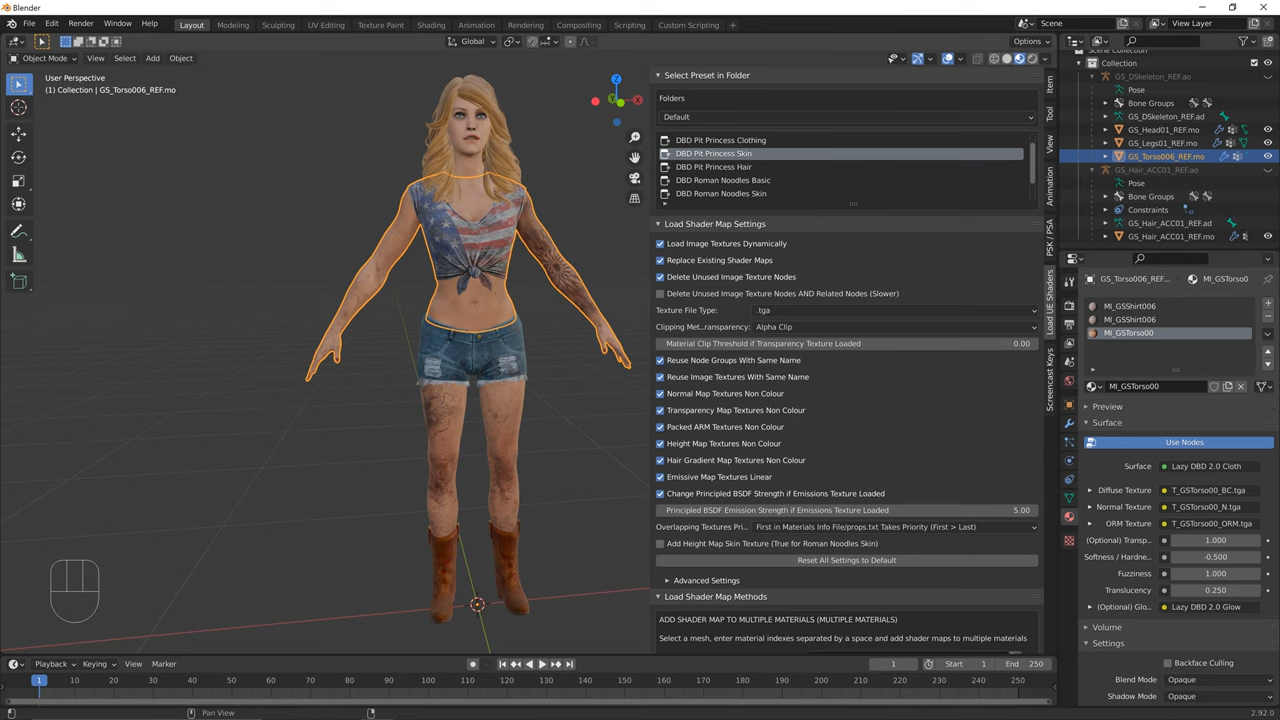 Blender
File Edit Render Window Help Layout Modeling Sculpting UV Editing Texture Paint Shading Animation Rendering Compositing Scripting Custom Scripting + Scene View Layer
Global Options
Object Mode View Select Add Object
User Perspective
(1) Collection | GS_Torso006_REF.mo
Z
X
Y
Select Preset in Folder
Folders
Default
DBD Pit Princess Clothing
DBD Pit Princess Skin
DBD Pit Princess Hair
DBD Roman Noodles Basic
DBD Roman Noodles Skin
Load Shader Map Settings
Load Image Textures Dynamically
Replace Existing Shader Maps
Delete Unused Image Texture Nodes
Delete Unused Image Texture Nodes AND Related Nodes (Slower)
Texture File Type: .tga
Clipping Met..ransparency: Alpha Clip
Material Clip Threshold if Transparency Texture Loaded 0.00
Reuse Node Groups With Same Name
Reuse Image Textures With Same Name
Normal Map Textures Non Colour
Transparency Map Textures Non Colour
Packed ARM Textures Non Colour
Height Map Textures Non Colour
Hair Gradient Map Textures Non Colour
Emissive Map Textures Linear
Change Principled BSDF Strength if Emissions Texture Loaded
Principled BSDF Emission Strength if Emissions Texture Loaded 5.00
Overlapping Textures Pri... First in Materials Info File/props.txt Takes Priority (First > Last)
Add Height Map Skin Texture (True for Roman Noodles Skin)
Reset All Settings to Default
Advanced Settings
Load Shader Map Methods
ADD SHADER MAP TO MULTIPLE MATERIALS (MULTIPLE MATERIALS)
Select a mesh, enter material indexes separated by a space and add shader maps to multiple materials
Item
Tool
View
Animation
PSK / PSA
Load UE Shaders
Screencast Keys
Scene Collection
Collection
GS_DSkeleton_REF.ao
Pose
Bone Groups
GS_DSkeleton_REF.ad
GS_Head01_REF.mo
GS_Legs01_REF.mo
GS_Torso006_REF.mo
GS_Hair_ACC01_REF.ao
Pose
Bone Groups
Constraints
GS_Hair_ACC01_REF.ad
GS_Hair_ACC01_REF.mo
GS_Torso006_REF... MI_GSTorso0
MI_GSShirt006
MI_GSShirt006
MI_GSTorso00
MI_GSTorso00
Preview
Surface
Use Nodes
Surface Lazy DBD 2.0 Cloth
Diffuse Texture T_GSTorso00_BC.tga
Normal Texture T_GSTorso00_N.tga
ORM Texture T_GSTorso00_ORM.tga
(Optional) Transp... 1.000
Softness / Hardne... -0.500
Fuzziness 1.000
Translucency 0.250
(Optional) Glo... Lazy DBD 2.0 Glow
Volume
Settings
Backface Culling
Blend Mode Opaque
Shadow Mode Opaque
Playback Keying View Marker 1 Start 1 End 250
1 10 20 30 40 50 60 70 80 90 100 110 120 130 140 150 160 170 180 190 200 210 220 230 240 250
Pan View 2.92.0